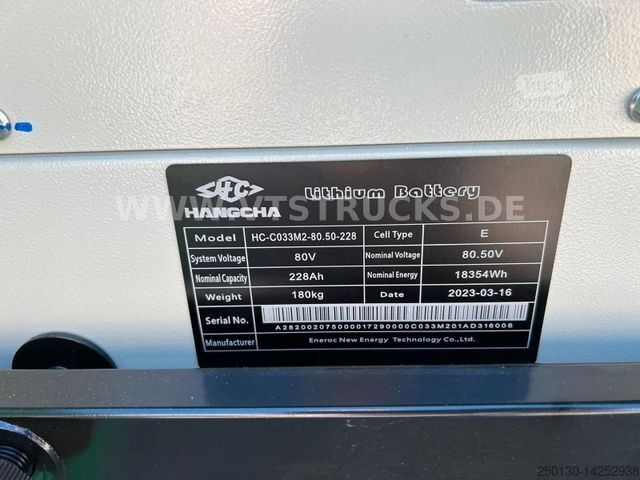 HC Lithium Battery
HANGCHA
WWW.VTSTRUCKS.DE
Model HC-C033M2-80.50-228 Cell Type E
System Voltage 80V Nominal Voltage 80.50V
Nominal Capacity 228Ah Nominal Energy 18354Wh
Weight 180kg Date 2023-03-16
Serial No.
A282002075000017290000C033M201AD316006
Manufacturer Eneroc New Energy Technology Co.,Ltd.
250130-14252938